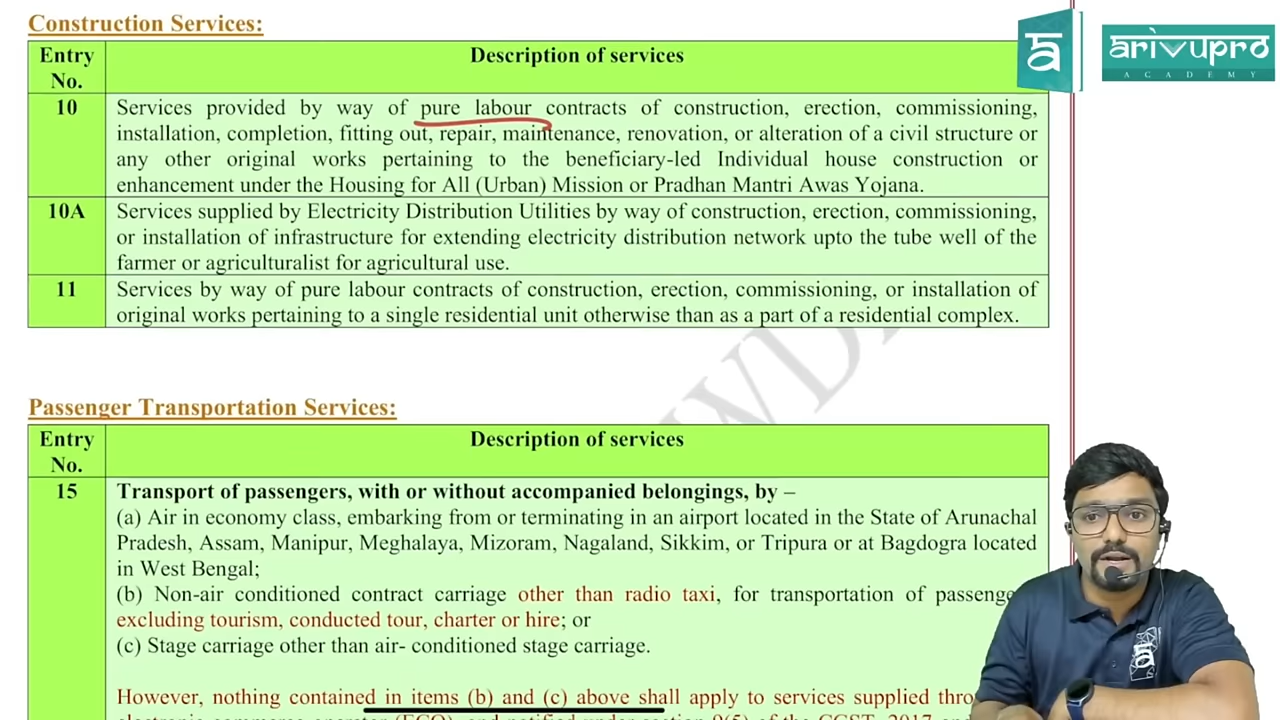 Construction Services:
Entry No.
Description of services
10
Services provided by way of pure labour contracts of construction, erection, commissioning,
installation, completion, fitting out, repair, maintenance, renovation, or alteration of a civil structure or
any other original works pertaining to the beneficiary-led Individual house construction or
enhancement under the Housing for All (Urban) Mission or Pradhan Mantri Awas Yojana.
10A
Services supplied by Electricity Distribution Utilities by way of construction, erection, commissioning,
or installation of infrastructure for extending electricity distribution network upto the tube well of the
farmer or agriculturalist for agricultural use.
11
Services by way of pure labour contracts of construction, erection, commissioning, or installation of
original works pertaining to a single residential unit otherwise than as a part of a residential complex.
Passenger Transportation Services:
Entry No.
Description of services
15
Transport of passengers, with or without accompanied belongings, by –
(a) Air in economy class, embarking from or terminating in an airport located in the State of Arunachal
Pradesh, Assam, Manipur, Meghalaya, Mizoram, Nagaland, Sikkim, or Tripura or at Bagdogra located
in West Bengal;
(b) Non-air conditioned contract carriage other than radio taxi, for transportation of
excluding tourism, conducted tour, charter or hire; or
(c) Stage carriage other than air- conditioned stage carriage.
However, nothing contained in items (b) and (c) above shall apply to services supplied
arivupro
ACADEMY